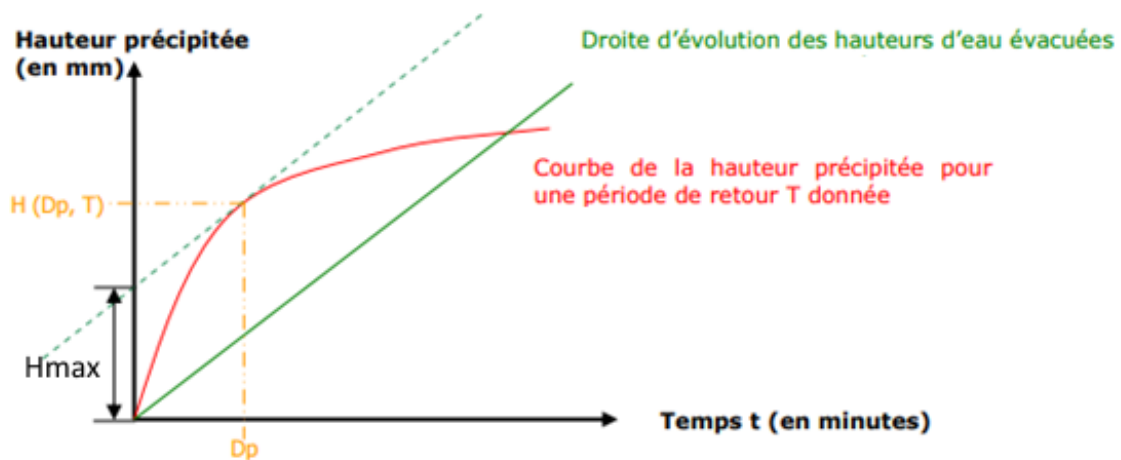 Hauteur précipitée
(en mm)
Droite d'évolution des hauteurs d'eau évacuées
Courbe de la hauteur précipitée pour
une période de retour T donnée
H (Dp, T)
Hmax
Temps t (en minutes)
Dp